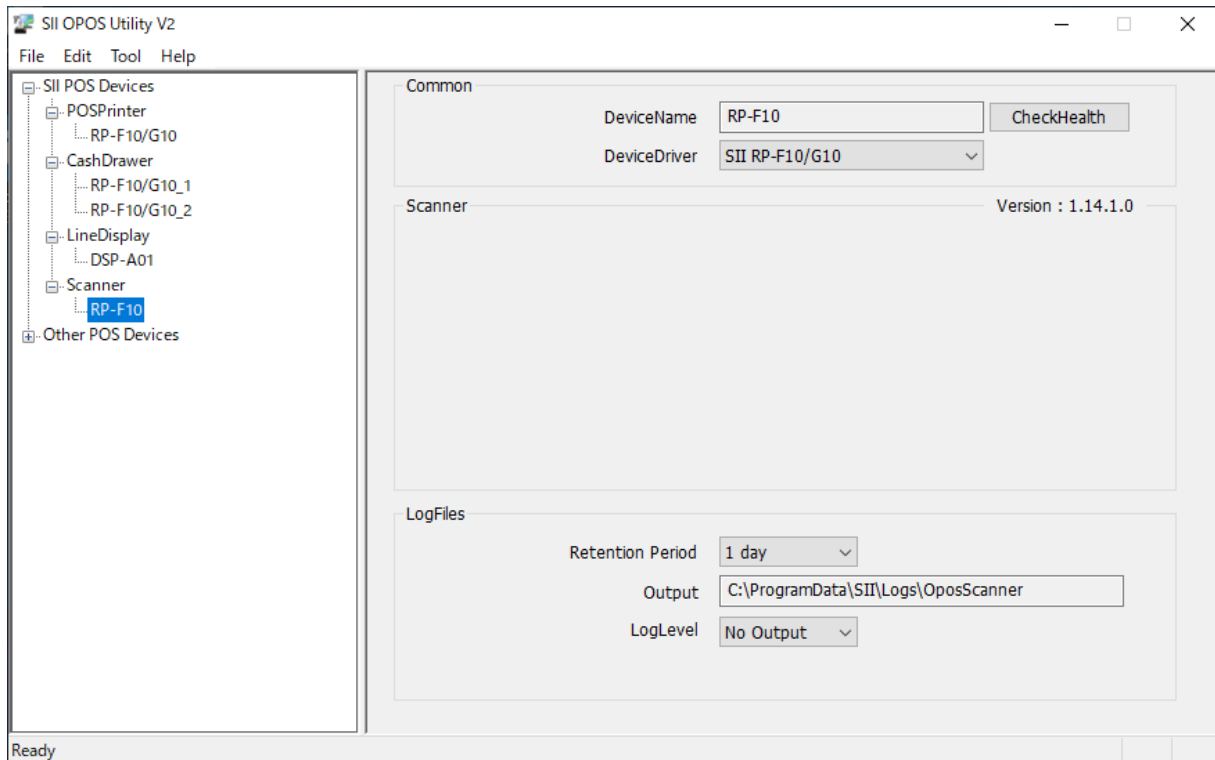 SII OPOS Utility V2
File Edit Tool Help
SII POS Devices
POSPrinter
RP-F10/G10
CashDrawer
RP-F10/G10_1
RP-F10/G10_2
LineDisplay
DSP-A01
Scanner
RP-F10
Other POS Devices
Common
DeviceName RP-F10 CheckHealth
DeviceDriver SII RP-F10/G10
Scanner Version : 1.14.1.0
LogFiles
Retention Period 1 day
Output C:\ProgramData\SII\Logs\OposScanner
LogLevel No Output
Ready